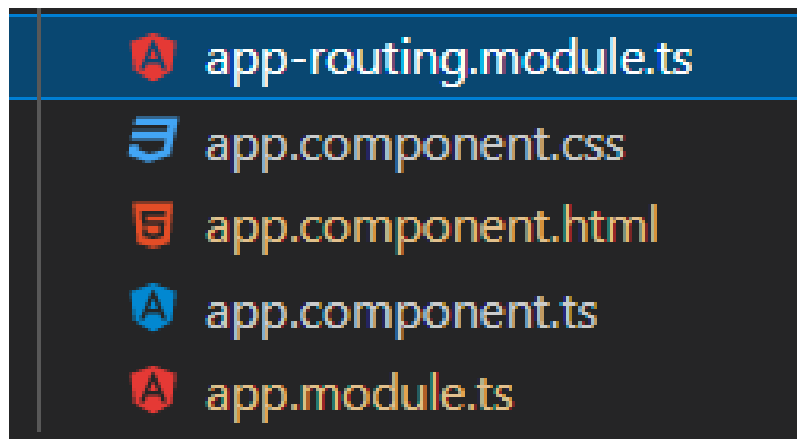 app-routing.module.ts
app.component.css
app.component.html
app.component.ts
app.module.ts